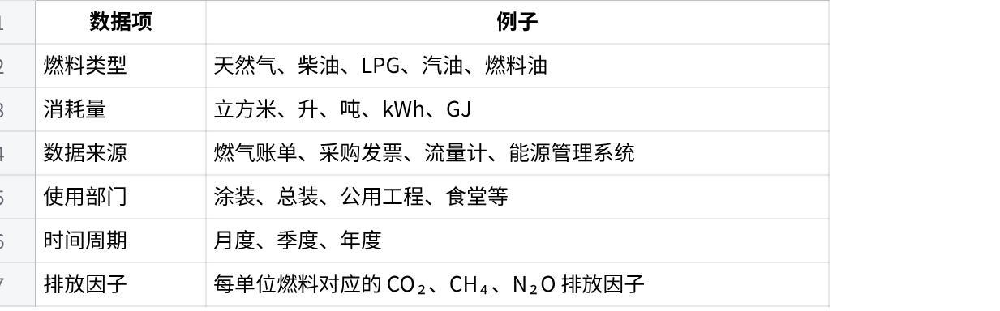 1 数据项 例子
2 燃料类型 天然气、柴油、LPG、汽油、燃料油
3 消耗量 立方米、升、吨、kWh、GJ
4 数据来源 燃气账单、采购发票、流量计、能源管理系统
5 使用部门 涂装、总装、公用工程、食堂等
6 时间周期 月度、季度、年度
7 排放因子 每单位燃料对应的 CO₂、CH₄、N₂O 排放因子